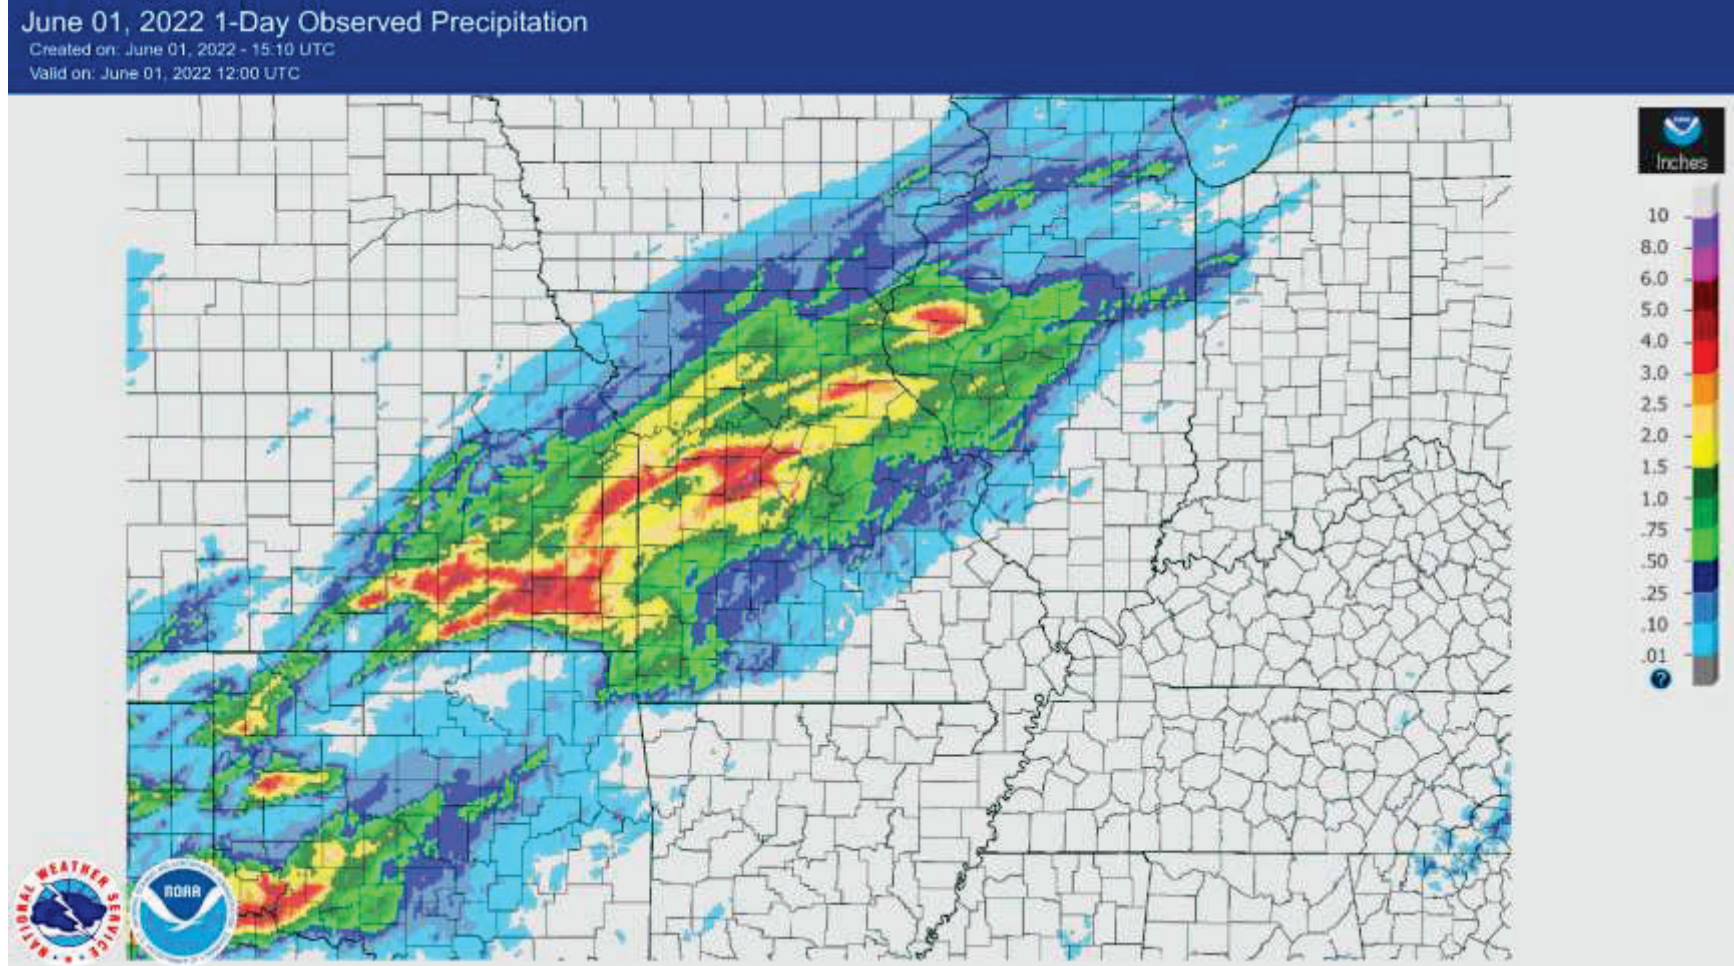 June 01, 2022 1-Day Observed Precipitation
Created on: June 01, 2022 - 15:10 UTC
Valid on: June 01, 2022 12:00 UTC
Inches
10
8.0
6.0
5.0
4.0
3.0
2.5
2.0
1.5
1.0
.75
.50
.25
.10
.01
?
NATIONAL WEATHER SERVICE
NOAA